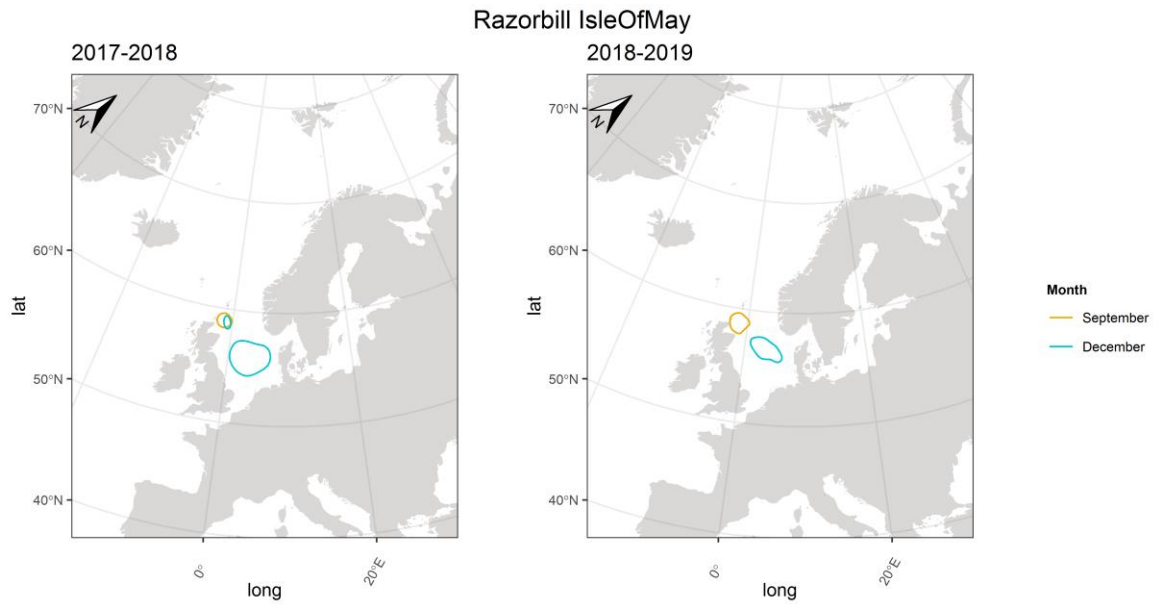 Razorbill IsleOfMay
2017-2018
2018-2019
70°N
60°N
50°N
40°N
lat
N
0°
20°E
long
70°N
60°N
50°N
40°N
lat
N
0°
20°E
long
Month
September
December